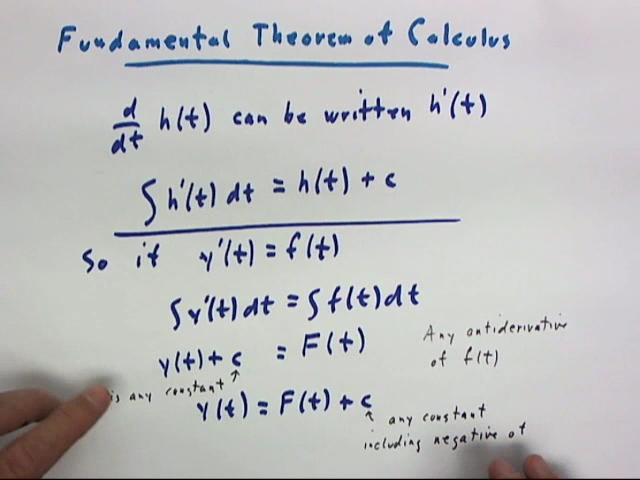 Fundamental Theorem of Calculus
d/dt h(t) can be written h'(t)
∫ h'(t) dt = h(t) + c
So if y'(t) = f(t)
∫ y'(t) dt = ∫ f(t) dt
y(t) + c = F(t)
Any antiderivative
of f(t)
is any constant ↑
y(t) = F(t) + c
↑ any constant
including negative of